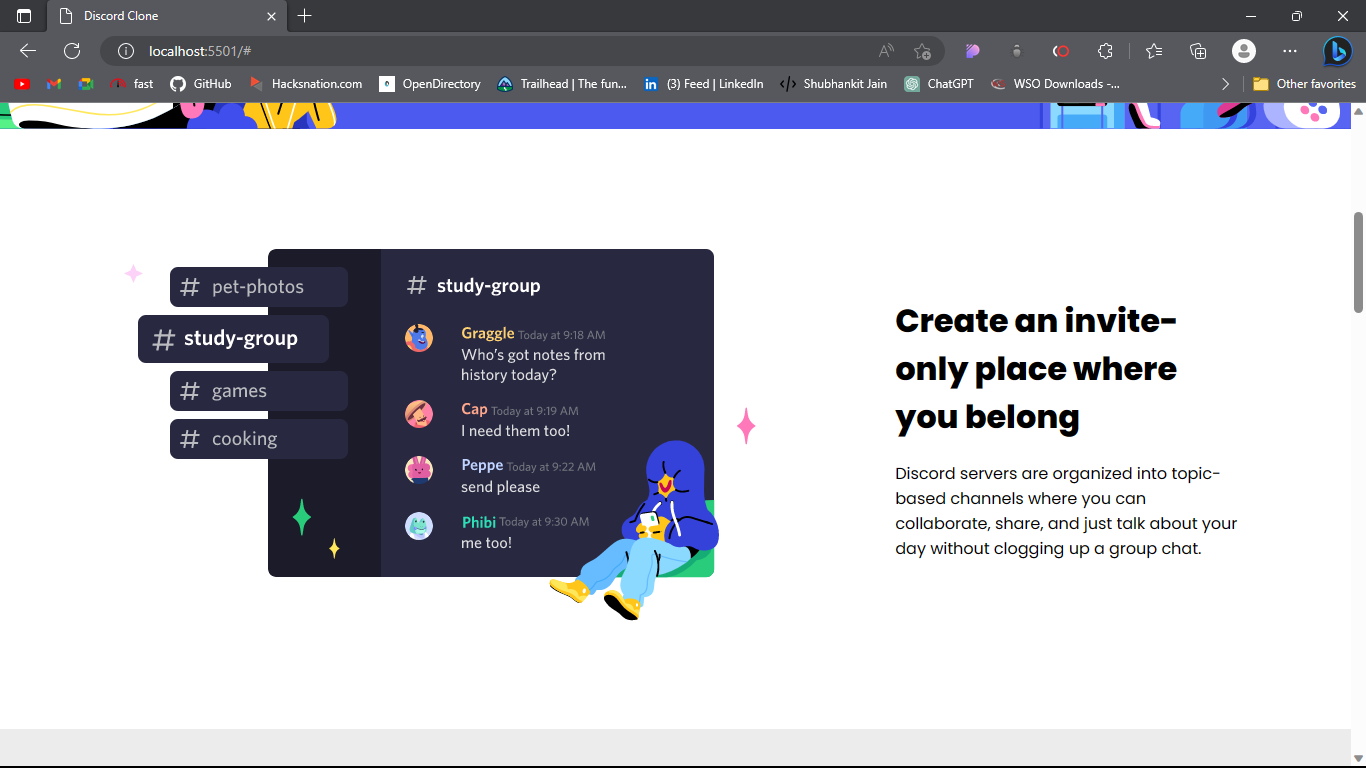 Discord Clone
localhost:5501/#
fast
GitHub
Hacksnation.com
OpenDirectory
Trailhead | The fun...
(3) Feed | LinkedIn
Shubhankit Jain
ChatGPT
WSO Downloads -...
Other favorites
# pet-photos
# study-group
# games
# cooking
# study-group
Graggle Today at 9:18 AM
Who's got notes from
history today?
Cap Today at 9:19 AM
I need them too!
Peppe Today at 9:22 AM
send please
Phibi Today at 9:30 AM
me too!
Create an invite-
only place where
you belong
Discord servers are organized into topic-
based channels where you can
collaborate, share, and just talk about your
day without clogging up a group chat.